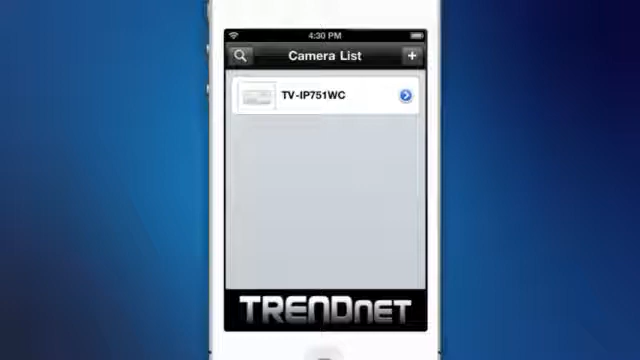 4:30 PM
Camera List
+
TV-IP751WC
TRENDNET